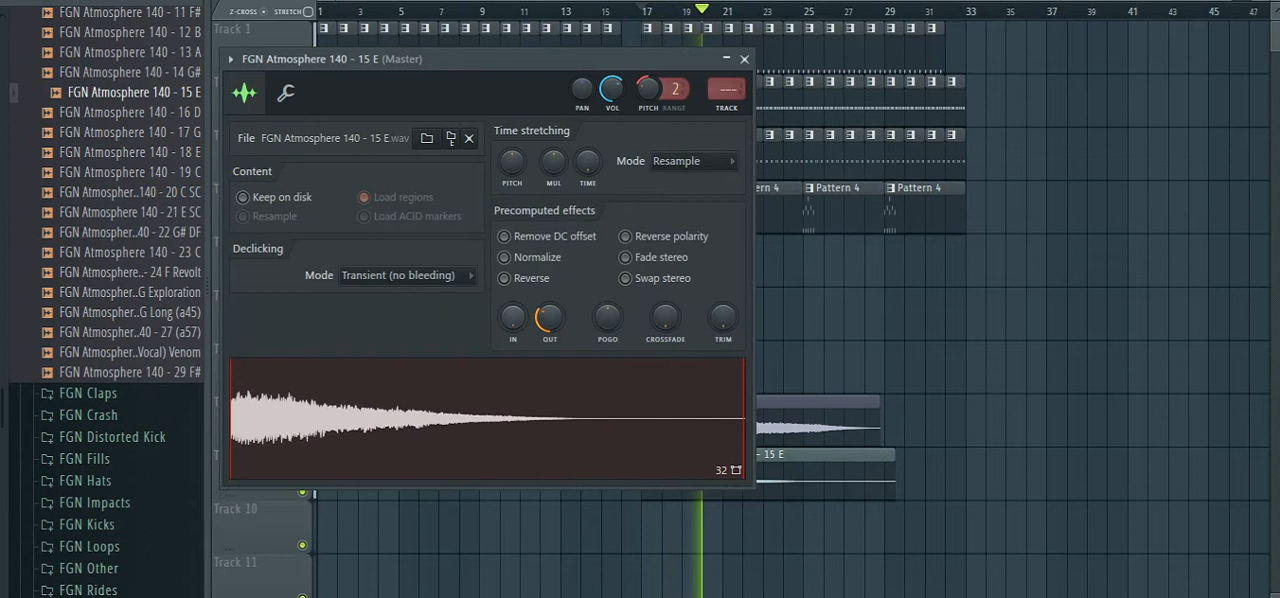 FGN Atmosphere 140 - 11 F#
FGN Atmosphere 140 - 12 B
FGN Atmosphere 140 - 13 A
FGN Atmosphere 140 - 14 G#
FGN Atmosphere 140 - 15 E
FGN Atmosphere 140 - 16 D
FGN Atmosphere 140 - 17 G
FGN Atmosphere 140 - 18 E
FGN Atmosphere 140 - 19 C
FGN Atmosphere..140 - 20 C SC
FGN Atmosphere 140 - 21 E SC
FGN Atmospher..40 - 22 G# DF
FGN Atmosphere 140 - 23 C
FGN Atmosphere..- 24 F Revolt
FGN Atmospher..G Exploration
FGN Atmospher..G Long (a45)
FGN Atmospher..40 - 27 (a57)
FGN Atmospher..Vocal) Venom
FGN Atmosphere 140 - 29 F#
FGN Claps
FGN Crash
FGN Distorted Kick
FGN Fills
FGN Hats
FGN Impacts
FGN Kicks
FGN Loops
FGN Other
FGN Rides
Z-CROSS STRETCH
1 3 5 7 9 11 13 15 17 19 21 23 25 27 29 31 33 35 37 39 41 43 45 47
Track 1
FGN Atmosphere 140 - 15 E (Master)
2 ---
PAN VOL PITCH RANGE TRACK
File FGN Atmosphere 140 - 15 E.wav
Content
Keep on disk Load regions
Resample Load ACID markers
Declicking
Mode Transient (no bleeding)
Time stretching
Mode Resample
PITCH MUL TIME
Precomputed effects
Remove DC offset Reverse polarity
Normalize Fade stereo
Reverse Swap stereo
IN OUT POGO CROSSFADE TRIM
32
ern 4 Pattern 4 Pattern 4
- 15 E
Track 10
Track 11